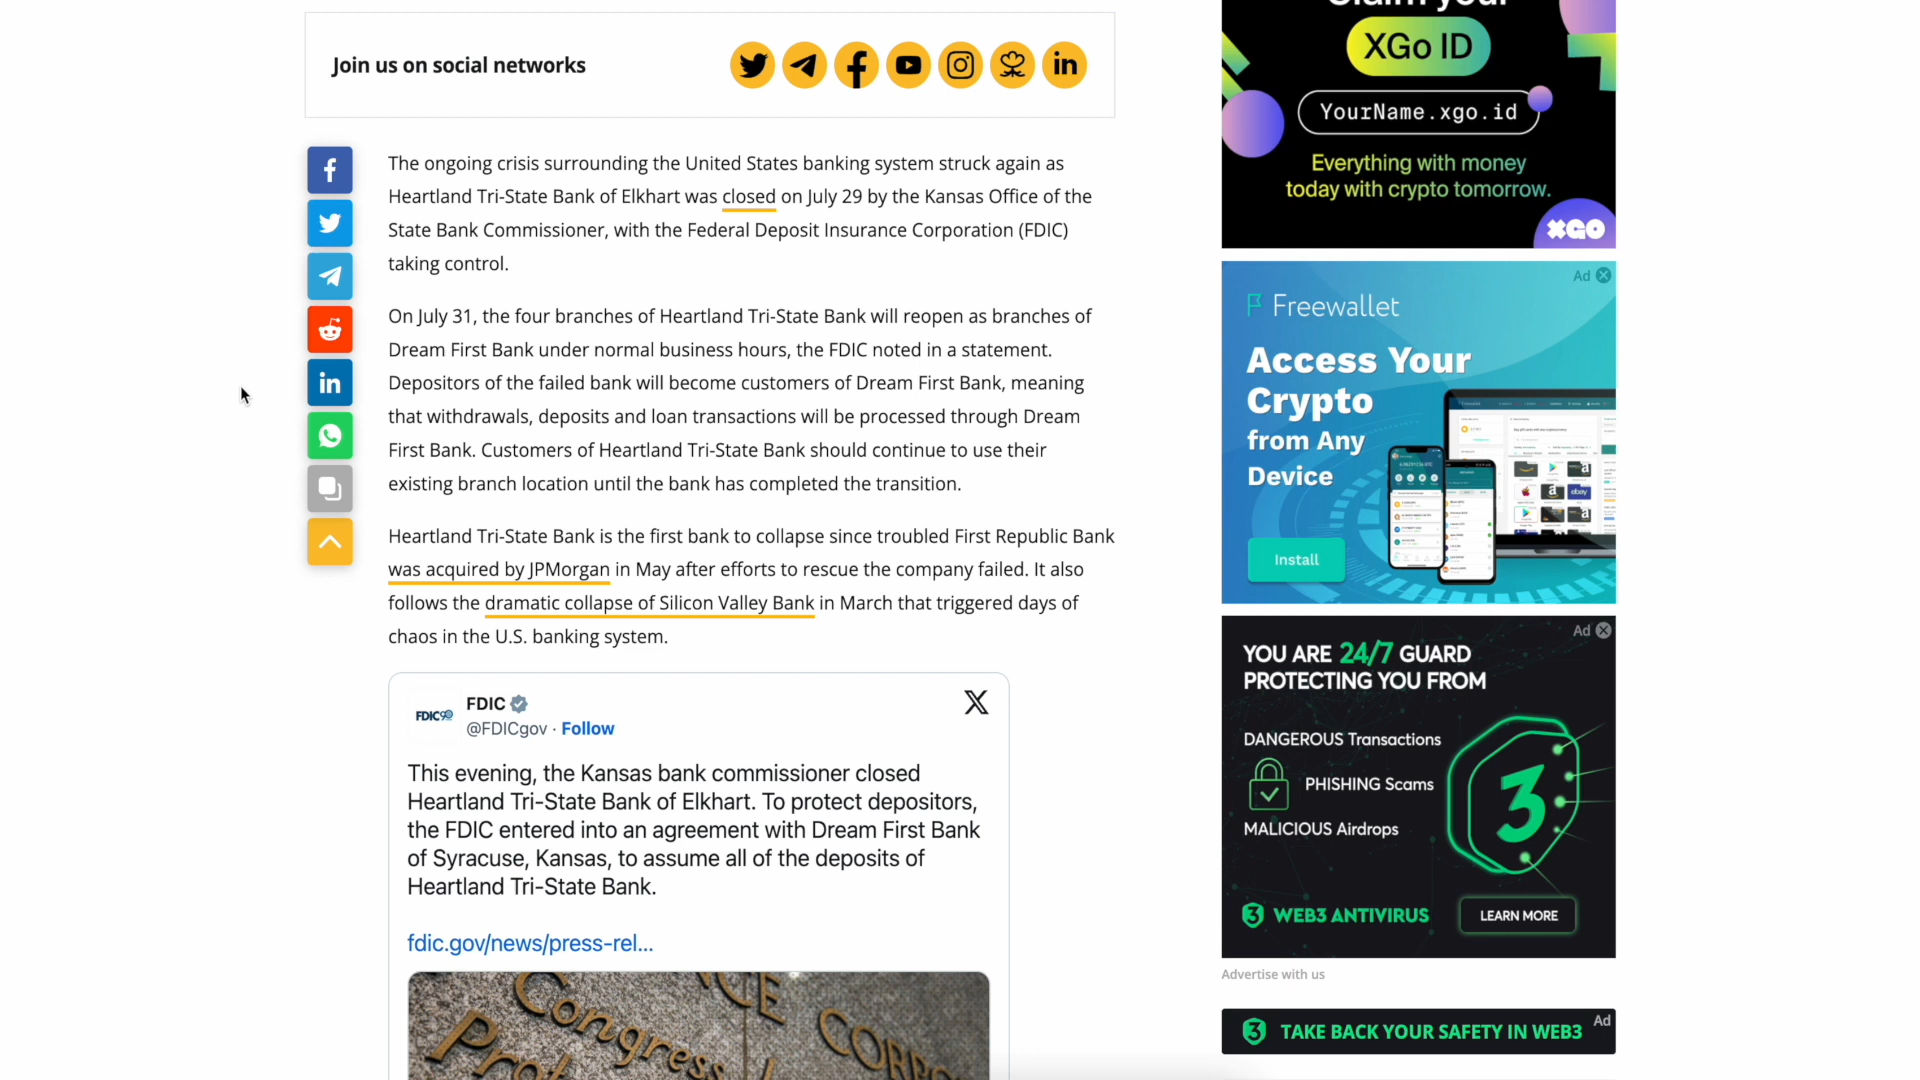 Claim your
XGo ID
YourName.xgo.id
Everything with money
today with crypto tomorrow.
XGO
Join us on social networks
The ongoing crisis surrounding the United States banking system struck again as
Heartland Tri-State Bank of Elkhart was closed on July 29 by the Kansas Office of the
State Bank Commissioner, with the Federal Deposit Insurance Corporation (FDIC)
taking control.
On July 31, the four branches of Heartland Tri-State Bank will reopen as branches of
Dream First Bank under normal business hours, the FDIC noted in a statement.
Depositors of the failed bank will become customers of Dream First Bank, meaning
that withdrawals, deposits and loan transactions will be processed through Dream
First Bank. Customers of Heartland Tri-State Bank should continue to use their
existing branch location until the bank has completed the transition.
Heartland Tri-State Bank is the first bank to collapse since troubled First Republic Bank
was acquired by JPMorgan in May after efforts to rescue the company failed. It also
follows the dramatic collapse of Silicon Valley Bank in March that triggered days of
chaos in the U.S. banking system.
FDIC
FDIC
@FDICgov · Follow
This evening, the Kansas bank commissioner closed
Heartland Tri-State Bank of Elkhart. To protect depositors,
the FDIC entered into an agreement with Dream First Bank
of Syracuse, Kansas, to assume all of the deposits of
Heartland Tri-State Bank.
fdic.gov/news/press-rel...
Congress
Ad
Freewallet
Access Your
Crypto
from Any
Device
Install
Ad
YOU ARE 24/7 GUARD
PROTECTING YOU FROM
DANGEROUS Transactions
PHISHING Scams
MALICIOUS Airdrops
3
WEB3 ANTIVIRUS
LEARN MORE
Advertise with us
TAKE BACK YOUR SAFETY IN WEB3
Ad